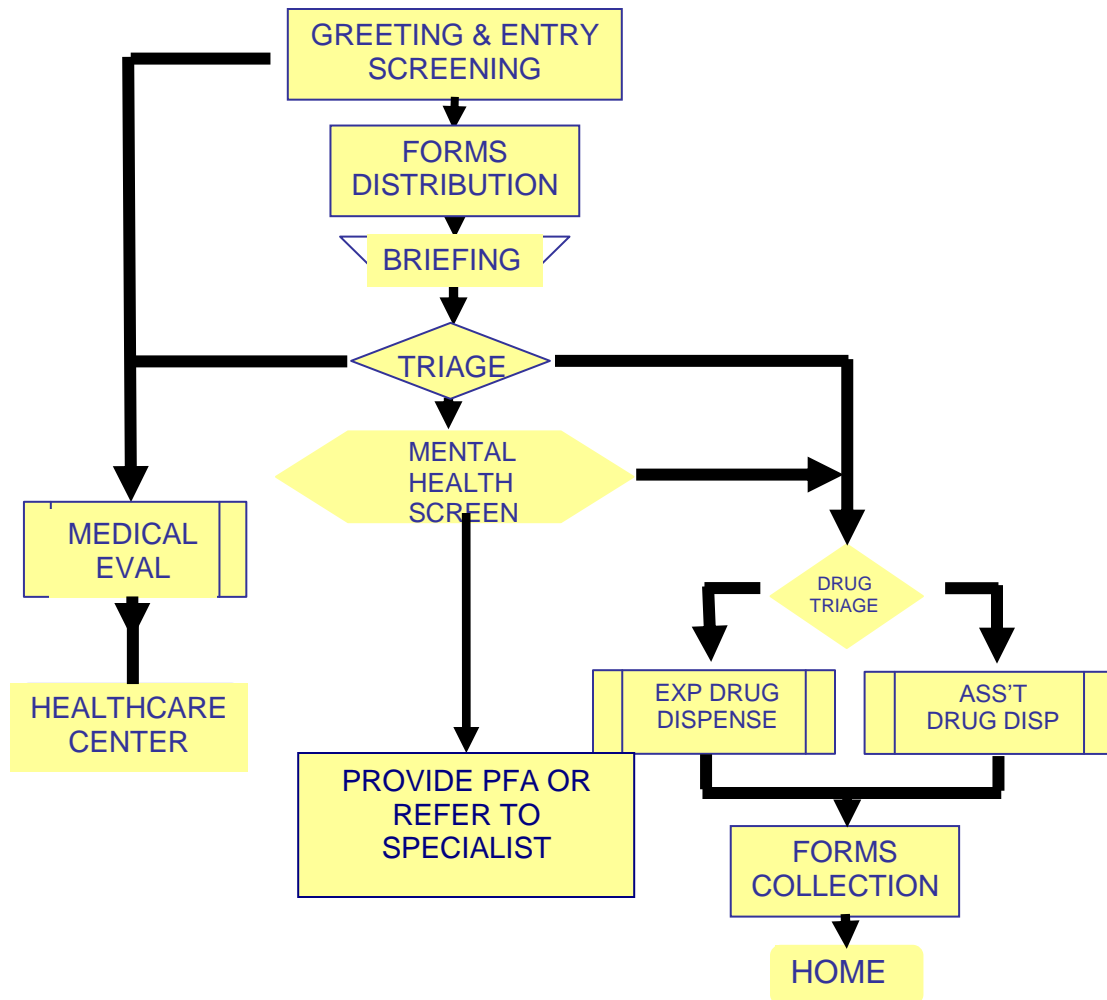 GREETING & ENTRY
SCREENING
FORMS
DISTRIBUTION
BRIEFING
TRIAGE
MENTAL
HEALTH
SCREEN
MEDICAL
EVAL
DRUG
TRIAGE
HEALTHCARE
CENTER
EXP DRUG
DISPENSE
ASS'T
DRUG DISP
PROVIDE PFA OR
REFER TO
SPECIALIST
FORMS
COLLECTION
HOME